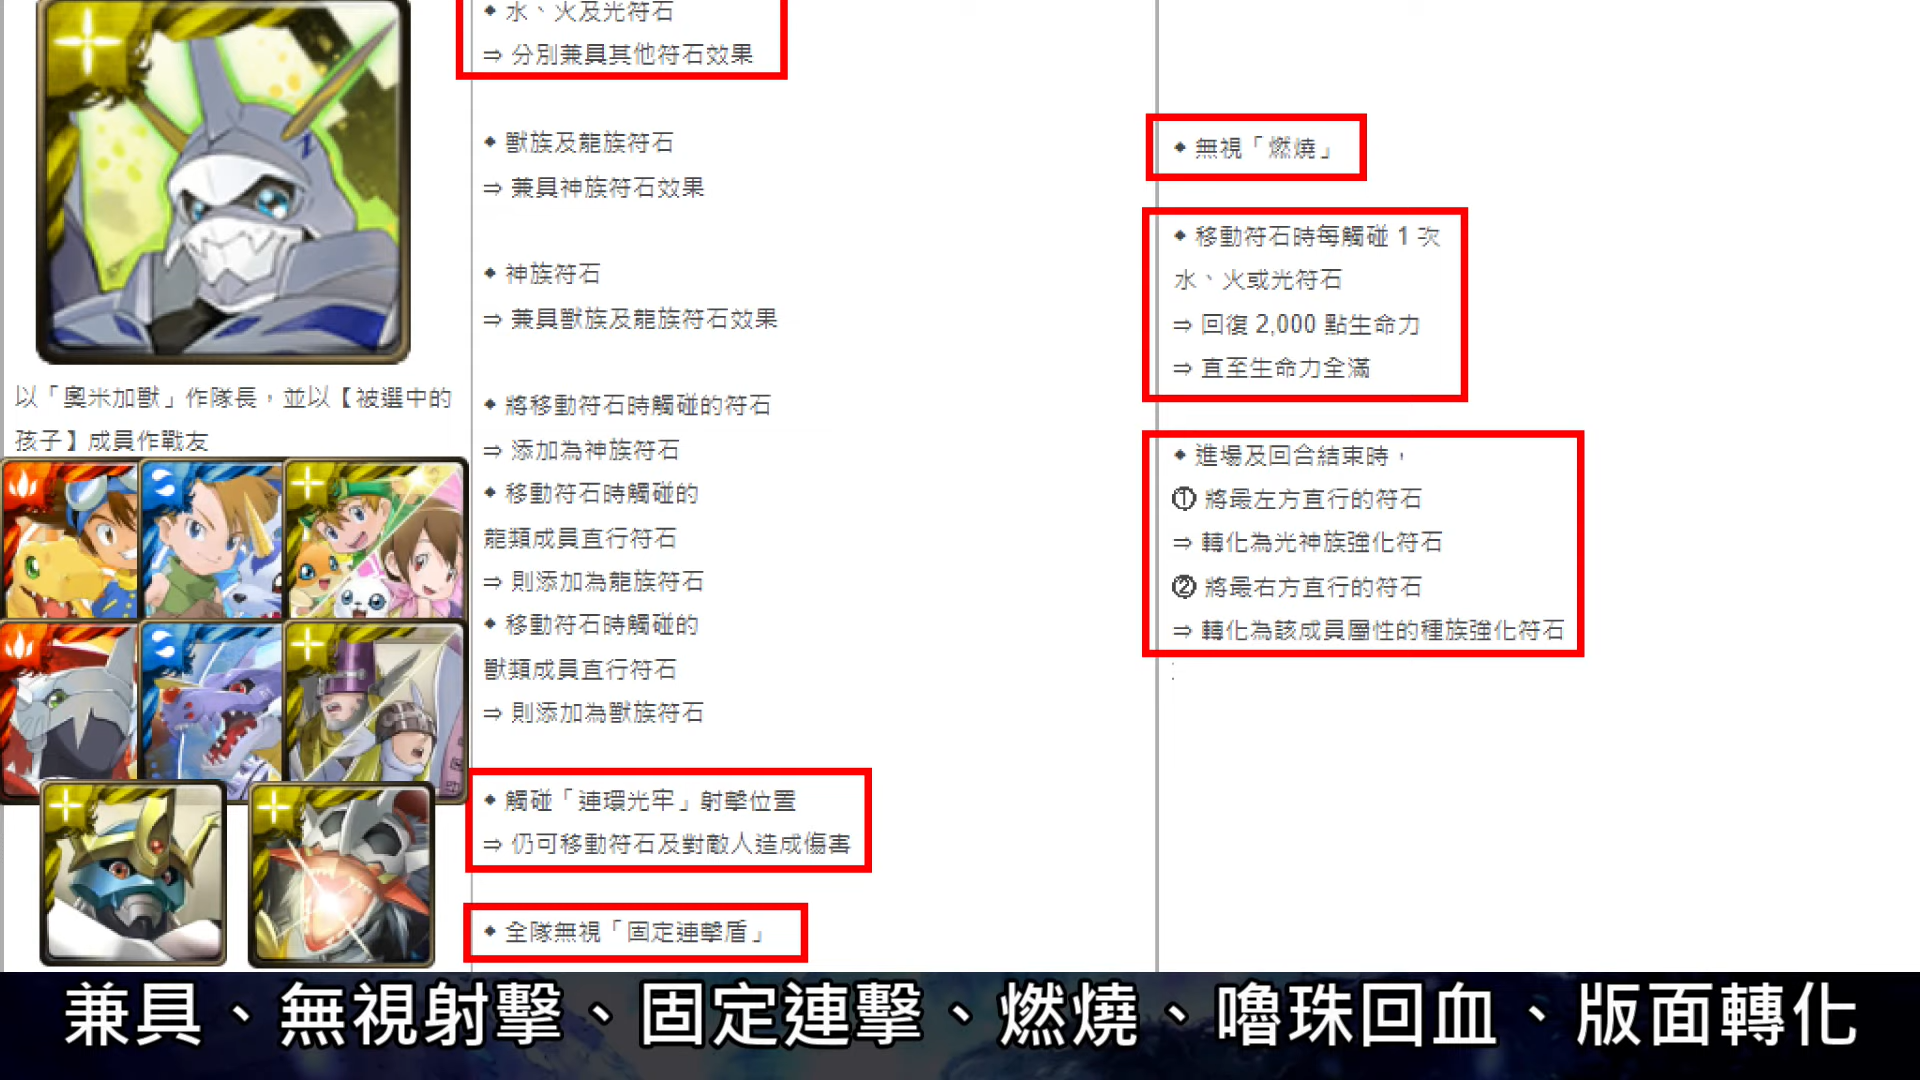 以「奧米加獸」作隊長，並以【被選中的
孩子】成員作戰友
◆ 水、火及光符石
⇒ 分別兼具其他符石效果
◆ 獸族及龍族符石
⇒ 兼具神族符石效果
◆ 神族符石
⇒ 兼具獸族及龍族符石效果
◆ 將移動符石時觸碰的符石
⇒ 添加為神族符石
◆ 移動符石時觸碰的
龍類成員直行符石
⇒ 則添加為龍族符石
◆ 移動符石時觸碰的
獸類成員直行符石
⇒ 則添加為獸族符石
◆ 觸碰「連環光牢」射擊位置
⇒ 仍可移動符石及對敵人造成傷害
◆ 全隊無視「固定連擊盾」
◆ 無視「燃燒」
◆ 移動符石時每觸碰 1 次
水、火或光符石
⇒ 回復 2,000 點生命力
⇒ 直至生命力全滿
◆ 進場及回合結束時，
① 將最左方直行的符石
⇒ 轉化為光神族強化符石
② 將最右方直行的符石
⇒ 轉化為該成員屬性的種族強化符石
:
兼具、無視射擊、固定連擊、燃燒、嚕珠回血、版面轉化